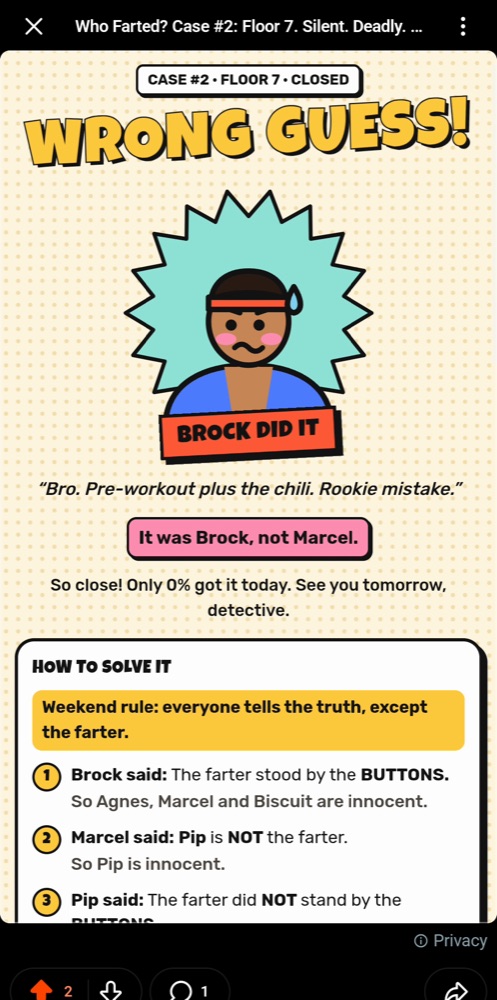 Who Farted? Case #2: Floor 7. Silent. Deadly. ...
CASE #2 • FLOOR 7 • CLOSED
WRONG GUESS!
BROCK DID IT
“Bro. Pre-workout plus the chili. Rookie mistake.”
It was Brock, not Marcel.
So close! Only 0% got it today. See you tomorrow,
detective.
HOW TO SOLVE IT
Weekend rule: everyone tells the truth, except
the farter.
1 Brock said: The farter stood by the BUTTONS.
So Agnes, Marcel and Biscuit are innocent.
2 Marcel said: Pip is NOT the farter.
So Pip is innocent.
3 Pip said: The farter did NOT stand by the
BUTTONS.
Privacy
2
1